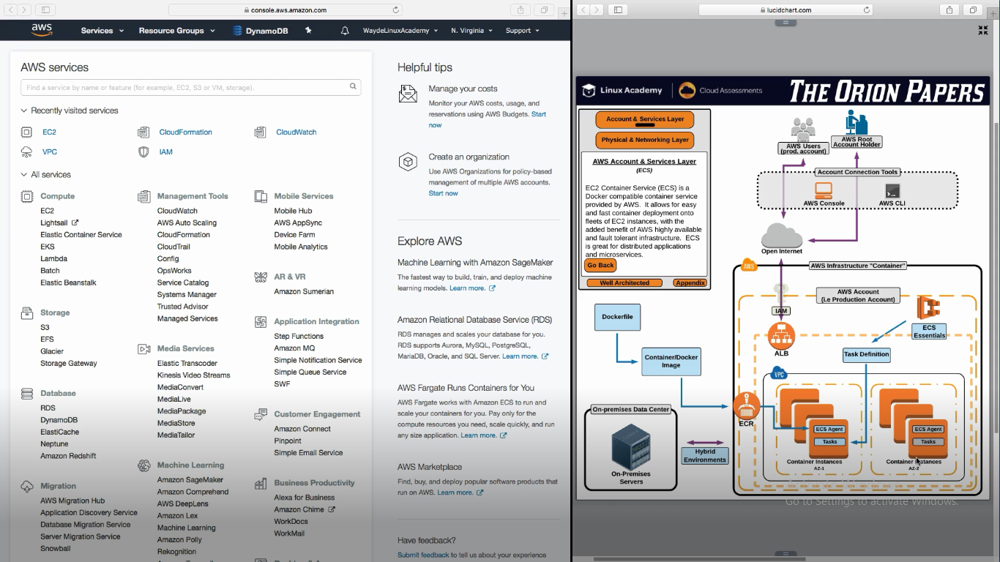 console.aws.amazon.com
aws
Services
Resource Groups
DynamoDB
WaydeLinuxAcademy
N. Virginia
Support
AWS services
Find a service by name or feature (for example, EC2, S3 or VM, storage).
Recently visited services
EC2
CloudFormation
CloudWatch
VPC
IAM
All services
Compute
EC2
Lightsail
Elastic Container Service
EKS
Lambda
Batch
Elastic Beanstalk
Storage
S3
EFS
Glacier
Storage Gateway
Database
RDS
DynamoDB
ElastiCache
Neptune
Amazon Redshift
Migration
AWS Migration Hub
Application Discovery Service
Database Migration Service
Server Migration Service
Snowball
Management Tools
CloudWatch
AWS Auto Scaling
CloudFormation
CloudTrail
Config
OpsWorks
Service Catalog
Systems Manager
Trusted Advisor
Managed Services
Media Services
Elastic Transcoder
Kinesis Video Streams
MediaConvert
MediaLive
MediaPackage
MediaStore
MediaTailor
Machine Learning
Amazon SageMaker
Amazon Comprehend
AWS DeepLens
Amazon Lex
Machine Learning
Amazon Polly
Rekognition
Mobile Services
Mobile Hub
AWS AppSync
Device Farm
Mobile Analytics
AR & VR
Amazon Sumerian
Application Integration
Step Functions
Amazon MQ
Simple Notification Service
Simple Queue Service
SWF
Customer Engagement
Amazon Connect
Pinpoint
Simple Email Service
Business Productivity
Alexa for Business
Amazon Chime
WorkDocs
WorkMail
Helpful tips
Manage your costs
Monitor your AWS costs, usage, and
reservations using AWS Budgets. Start
now
Create an organization
Use AWS Organizations for policy-based
management of multiple AWS accounts.
Start now
Explore AWS
Machine Learning with Amazon SageMaker
The fastest way to build, train, and deploy machine
learning models. Learn more.
Amazon Relational Database Service (RDS)
RDS manages and scales your database for you.
RDS supports Aurora, MySQL, PostgreSQL,
MariaDB, Oracle, and SQL Server. Learn more.
AWS Fargate Runs Containers for You
AWS Fargate works with Amazon ECS to run and
scale your containers for you. Pay only for the
compute resources you need, scale quickly, and run
any size application. Learn more.
AWS Marketplace
Find, buy, and deploy popular software products that
run on AWS. Learn more.
Have feedback?
Submit feedback to tell us about your experience
lucidchart.com
Linux Academy
Cloud Assessments
THE ORION PAPERS
Account & Services Layer
Physical & Networking Layer
AWS Account & Services Layer
(ECS)
EC2 Container Service (ECS) is a
Docker compatible container service
provided by AWS. It allows for easy
and fast container deployment onto
fleets of EC2 instances, with the
added benefit of AWS highly available
and fault tolerant infrastructure. ECS
is great for distributed applications
and microservices.
Go Back
Well Architected
Appendix
AWS Users
(prod. account)
AWS Root
Account Holder
Account Connection Tools
AWS Console
AWS CLI
Open Internet
AWS
AWS Infrastructure "Container"
AWS Account
(i.e Production Account)
IAM
ALB
ECS
Essentials
Task Definition
Dockerfile
Container/Docker
Image
VPC
ECR
ECS Agent
Tasks
Container Instances
AZ-1
ECS Agent
Tasks
Container Instances
AZ-2
On-premises Data Center
On-Premises
Servers
Hybrid
Environments
Go to Settings to activate Windows.